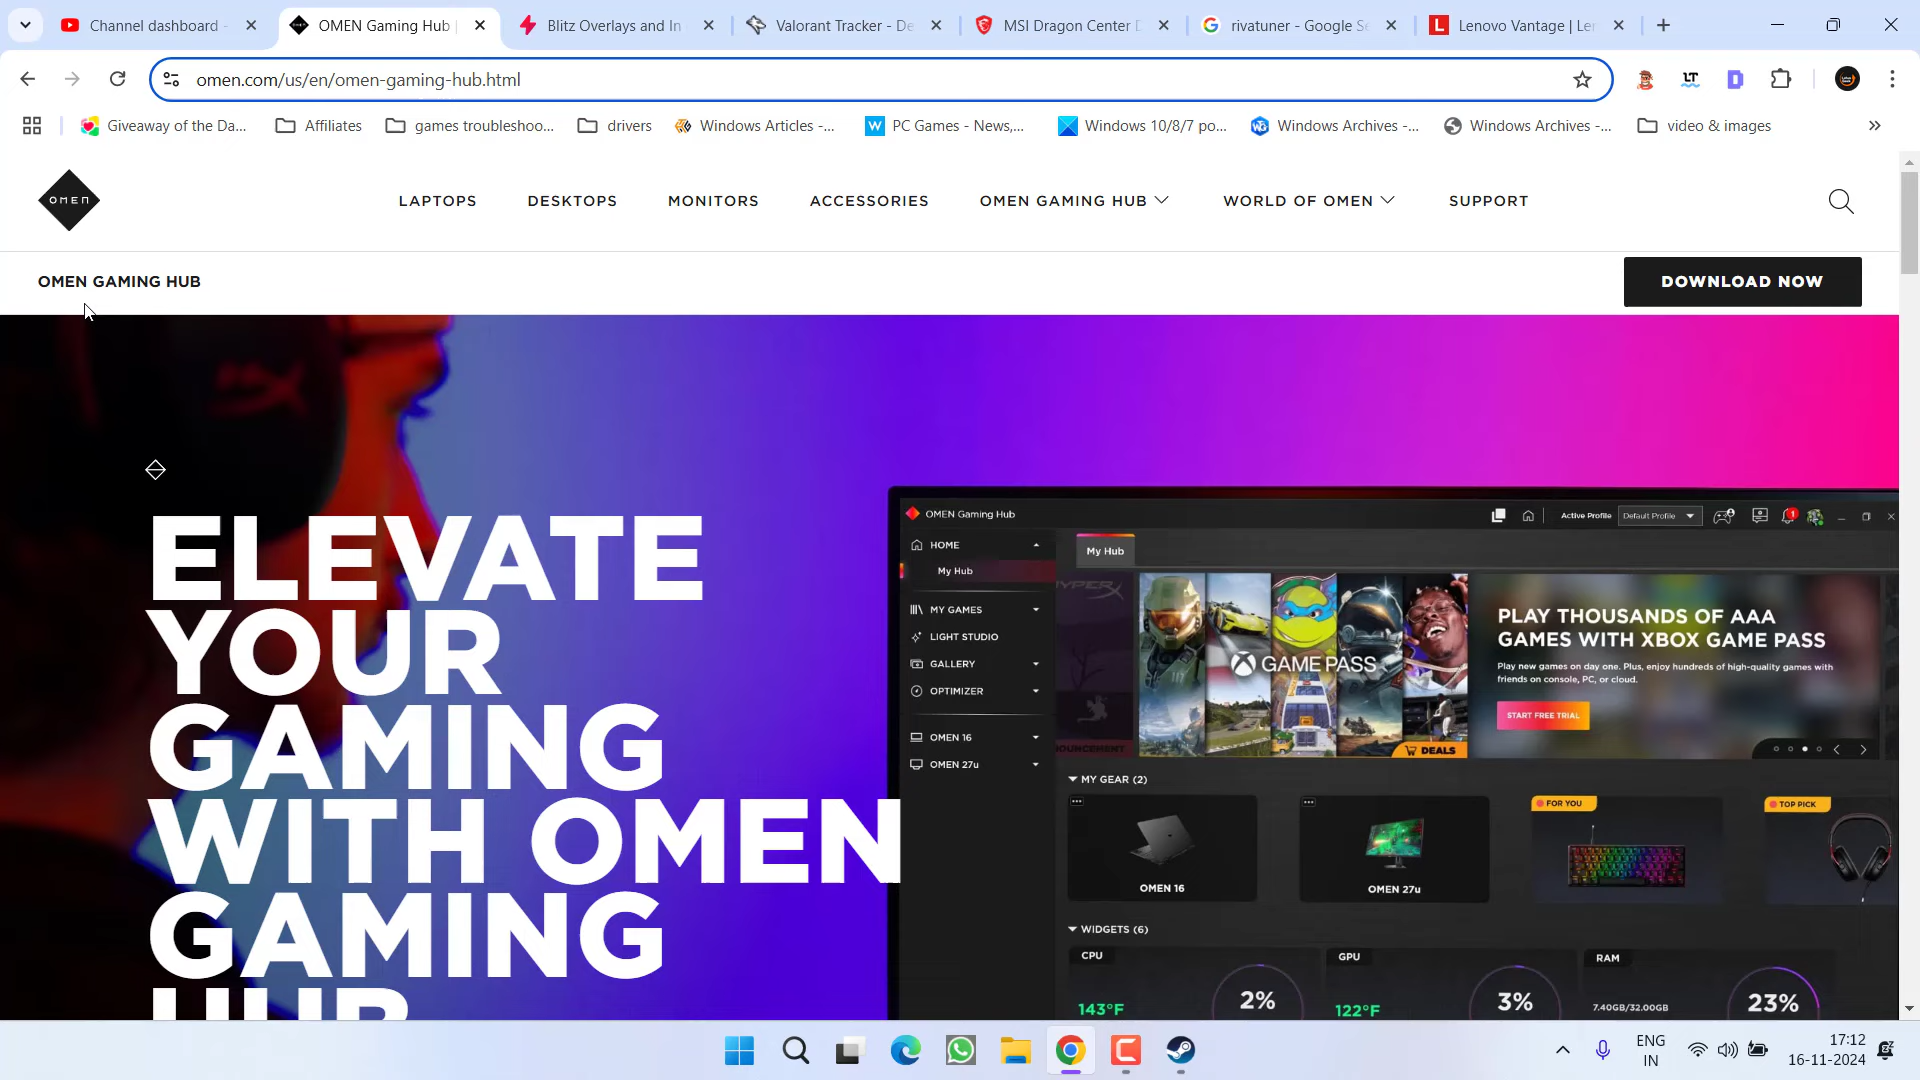 Channel dashboard -
OMEN Gaming Hub |
Blitz Overlays and In
Valorant Tracker - De
MSI Dragon Center D
rivatuner - Google Se
Lenovo Vantage | Len
omen.com/us/en/omen-gaming-hub.html
Giveaway of the Da...
Affiliates
games troubleshoo...
drivers
Windows Articles -...
PC Games - News,...
Windows 10/8/7 po...
Windows Archives -...
Windows Archives -...
video & images
OMEN
LAPTOPS
DESKTOPS
MONITORS
ACCESSORIES
OMEN GAMING HUB
WORLD OF OMEN
SUPPORT
OMEN GAMING HUB
DOWNLOAD NOW
ELEVATE
YOUR
GAMING
WITH OMEN
GAMING
HUB
OMEN Gaming Hub
Active Profile
Default Profile
1
HOME
My Hub
MY GAMES
LIGHT STUDIO
GALLERY
OPTIMIZER
OMEN 16
OMEN 27u
My Hub
GAME PASS
DEALS
PLAY THOUSANDS OF AAA
GAMES WITH XBOX GAME PASS
Play new games on day one. Plus, enjoy hundreds of high-quality games with
friends on console, PC, or cloud.
START FREE TRIAL
MY GEAR (2)
OMEN 16
OMEN 27u
FOR YOU
TOP PICK
WIDGETS (6)
CPU
143°F
2%
GPU
122°F
3%
RAM
7.40GB/32.00GB
23%
ENG
IN
17:12
16-11-2024